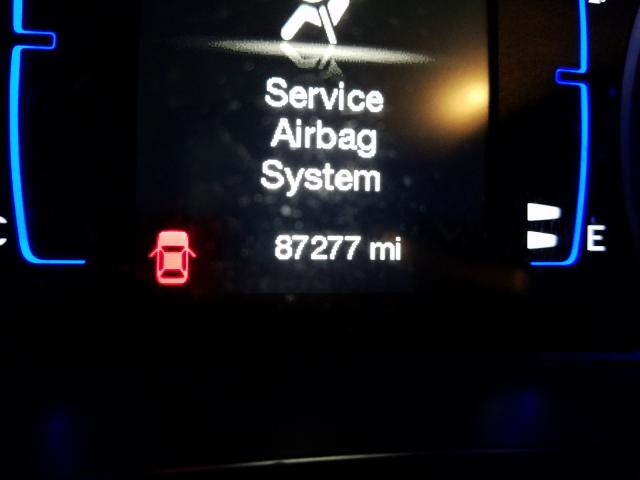 Service
Airbag
System
87277 mi
E